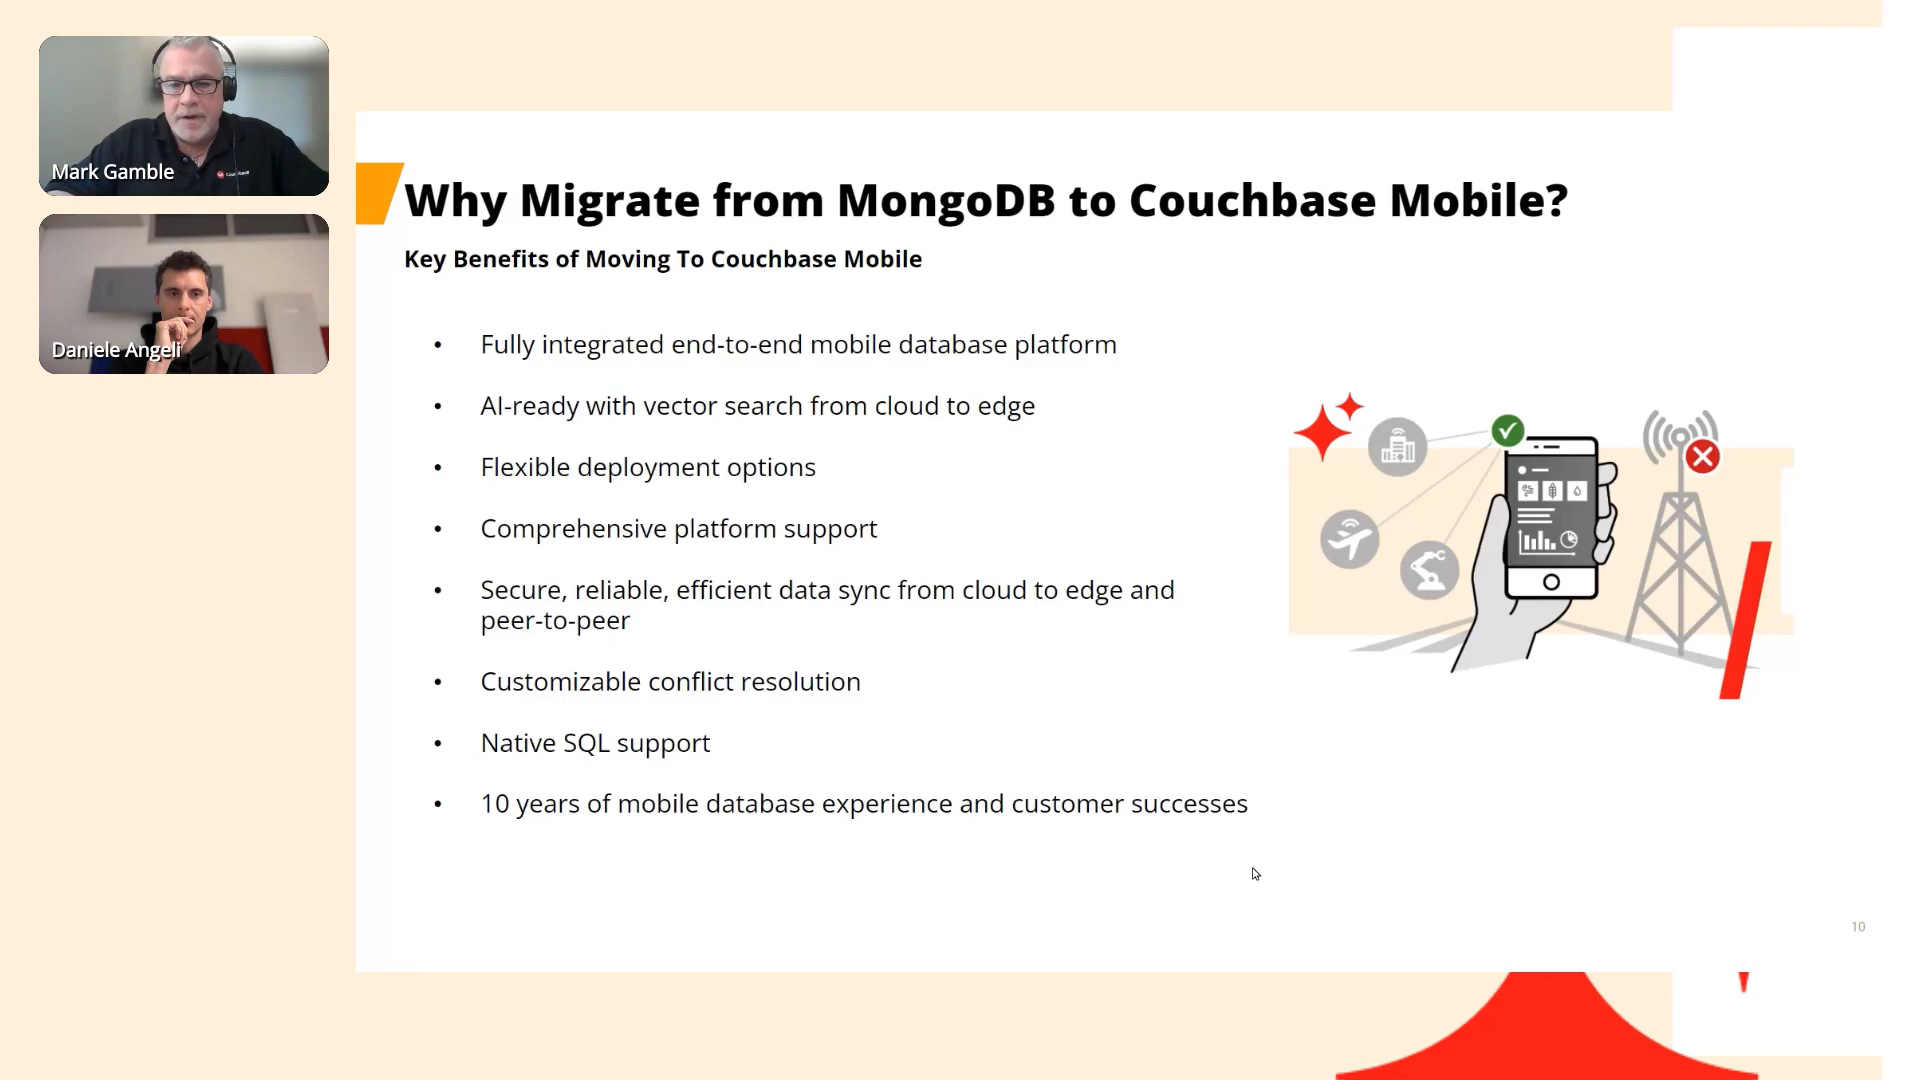 Mark Gamble
Daniele Angeli
Why Migrate from MongoDB to Couchbase Mobile?
Key Benefits of Moving To Couchbase Mobile
• Fully integrated end-to-end mobile database platform
• AI-ready with vector search from cloud to edge
• Flexible deployment options
• Comprehensive platform support
• Secure, reliable, efficient data sync from cloud to edge and
peer-to-peer
• Customizable conflict resolution
• Native SQL support
• 10 years of mobile database experience and customer successes
10